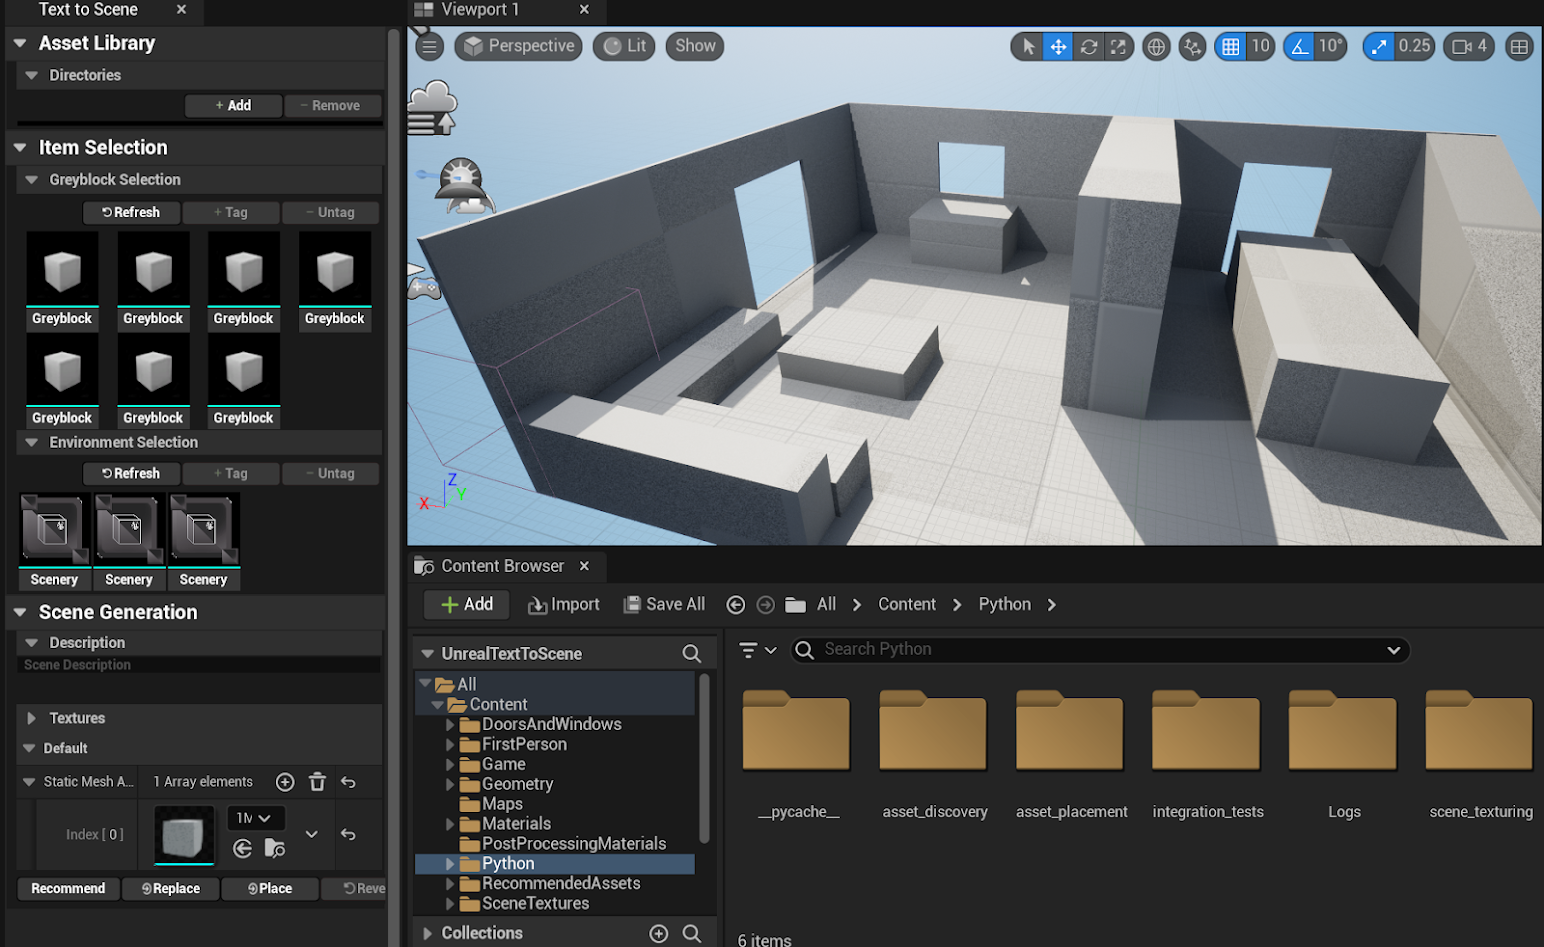 Text to Scene
Asset Library
Directories
+ Add
− Remove
Item Selection
Greyblock Selection
Refresh
+ Tag
− Untag
Greyblock
Greyblock
Greyblock
Greyblock
Greyblock
Greyblock
Greyblock
Environment Selection
Refresh
+ Tag
− Untag
Scenery
Scenery
Scenery
Scene Generation
Description
Scene Description
Textures
Default
Static Mesh A...
1 Array elements
Index [ 0 ]
Recommend
Replace
Place
Reve
Viewport 1
Perspective
Lit
Show
10
10°
0.25
4
Z
Y
X
Content Browser
+ Add
Import
Save All
All > Content > Python >
UnrealTextToScene
All
Content
DoorsAndWindows
FirstPerson
Game
Geometry
Maps
Materials
PostProcessingMaterials
Python
RecommendedAssets
SceneTextures
Collections
Search Python
__pycache__
asset_discovery
asset_placement
integration_tests
Logs
scene_texturing
6 items